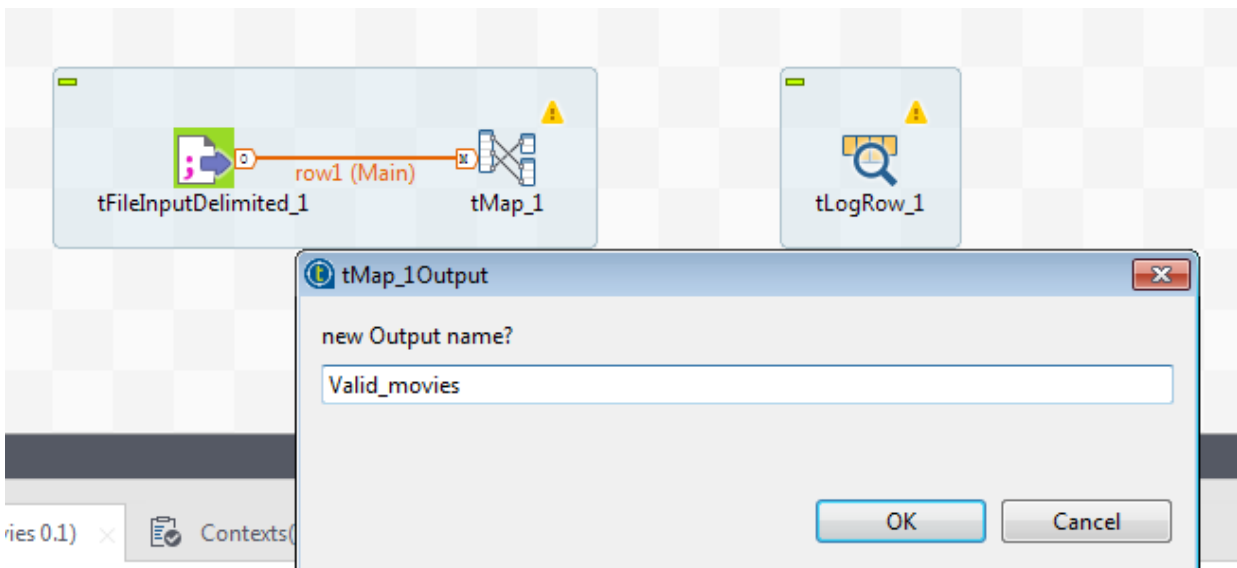 row1 (Main)
tFileInputDelimited_1
tMap_1
tLogRow_1
tMap_1Output
new Output name?
Valid_movies
OK
Cancel
vies 0.1)
Contexts(